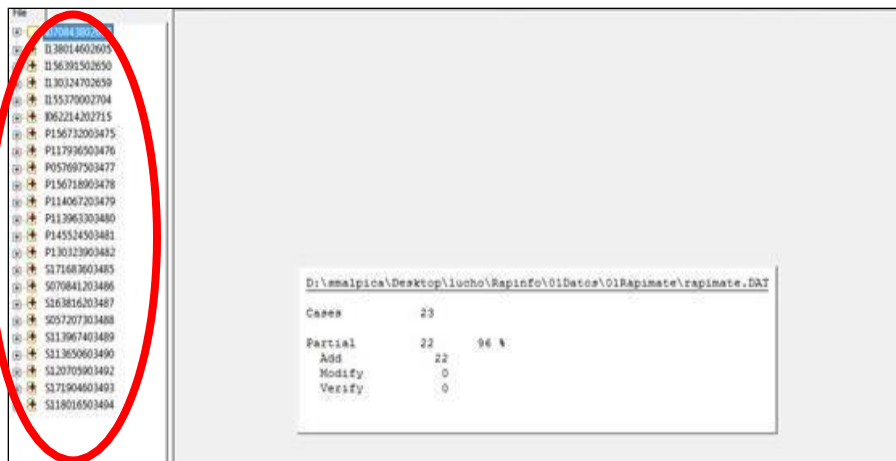 File
I138014602605
I156391502650
I130324702659
I155370002704
I062214202715
P156732003475
P117936503476
P057697503477
P156718903478
P114067203479
P113963303480
P145524503481
P130323903482
S171683603485
S070841203486
S163816203487
S057207303488
S113967403489
S113650603490
S120705903492
S171904603493
S118016503494
D:\smalpica\Desktop\lucho\Rapinfo\01Datos\01Rapimate\rapimate.DAT
Cases 23
Partial 22 96 %
Add 22
Modify 0
Verify 0